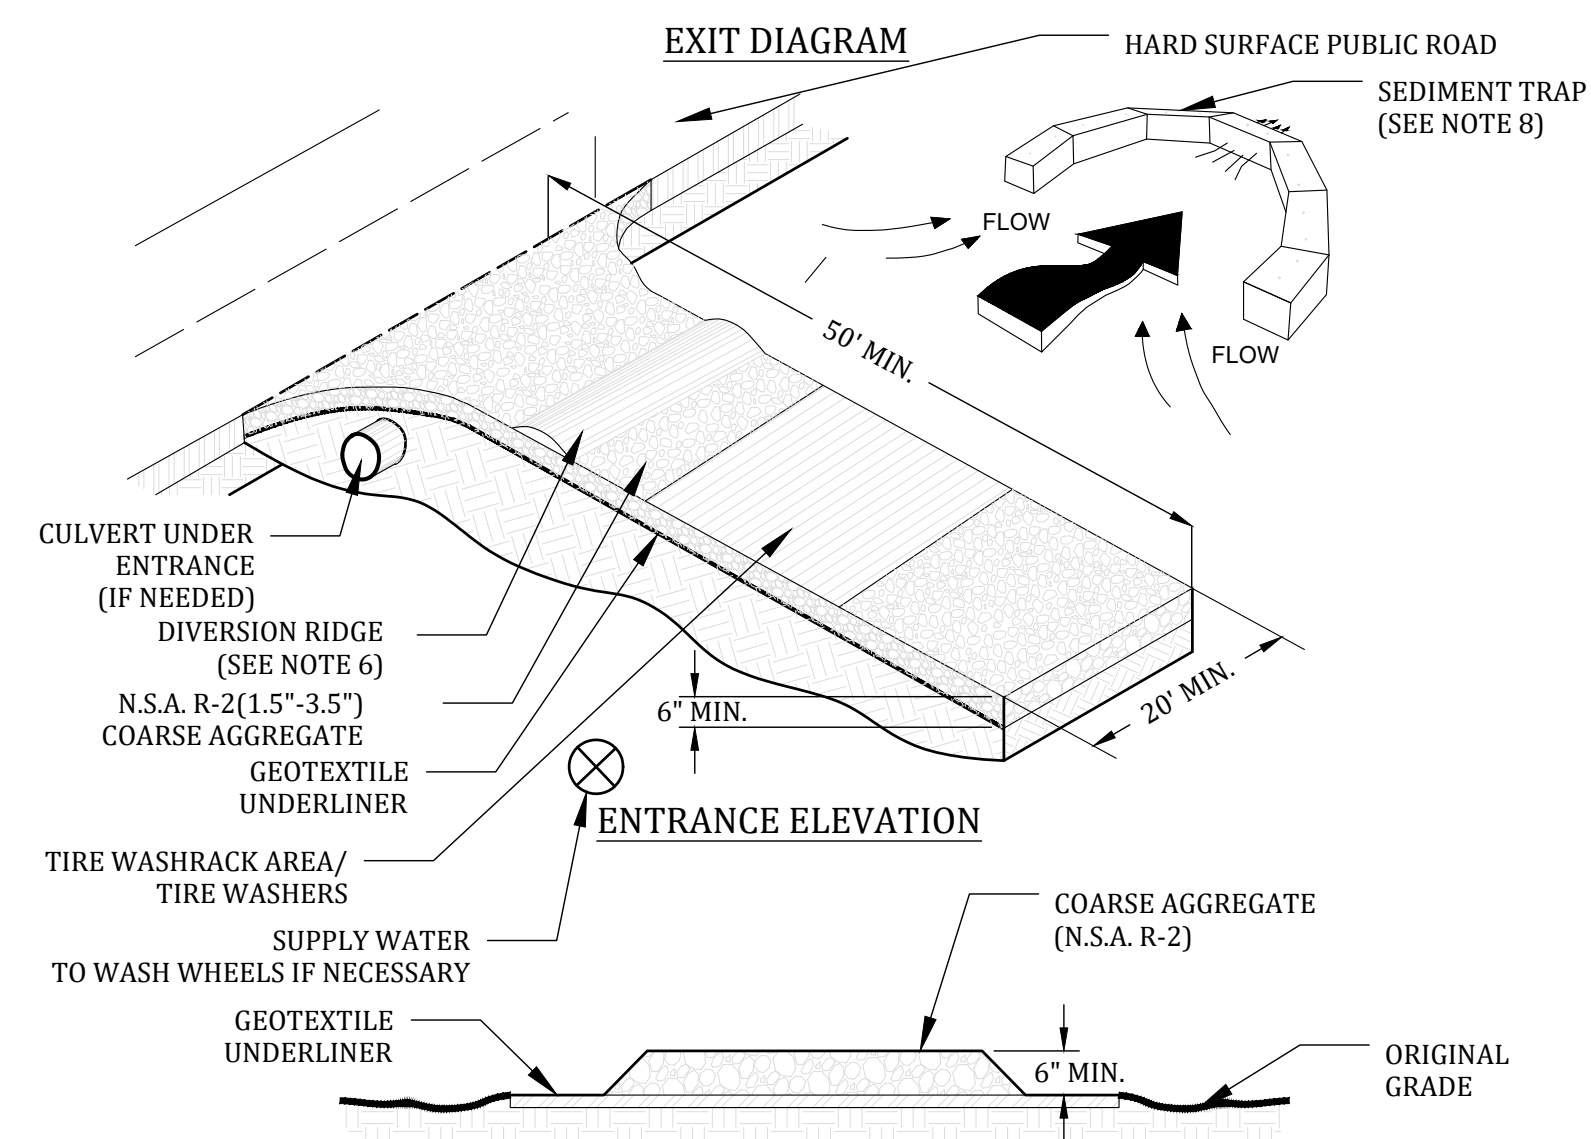 EXIT DIAGRAM
HARD SURFACE PUBLIC ROAD
SEDIMENT TRAP
(SEE NOTE 8)
FLOW
FLOW
50' MIN.
CULVERT UNDER
ENTRANCE
(IF NEEDED)
DIVERSION RIDGE
(SEE NOTE 6)
N.S.A. R-2(1.5"-3.5")
COARSE AGGREGATE
GEOTEXTILE
UNDERLINER
6" MIN.
20' MIN.
ENTRANCE ELEVATION
TIRE WASHRACK AREA/
TIRE WASHERS
SUPPLY WATER
TO WASH WHEELS IF NECESSARY
COARSE AGGREGATE
(N.S.A. R-2)
GEOTEXTILE
UNDERLINER
6" MIN.
ORIGINAL
GRADE